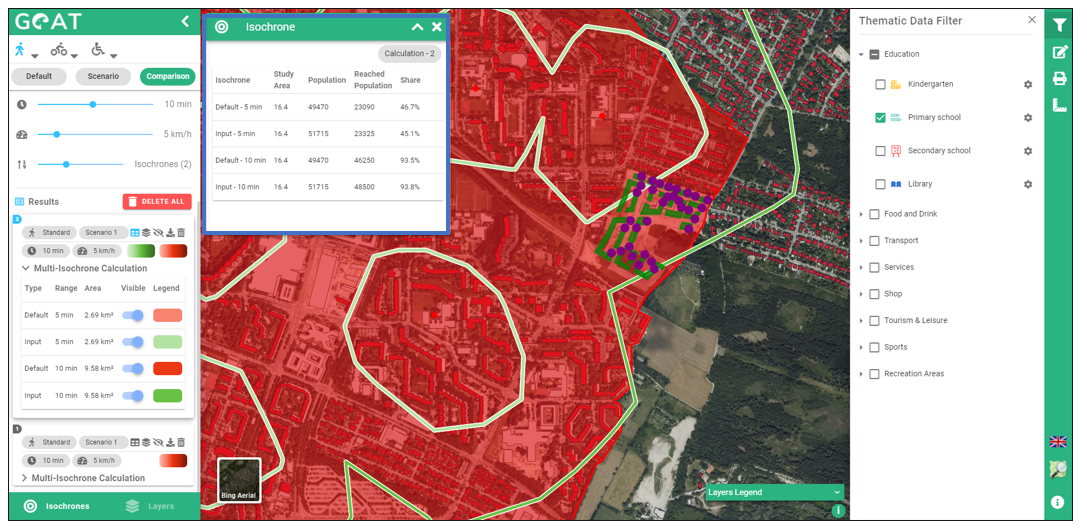 GOAT
Default
Scenario
Comparison
10 min
5 km/h
Isochrones (2)
Results
DELETE ALL
2
Standard
Scenario 1
10 min
5 km/h
Multi-Isochrone Calculation
Type Range Area Visible Legend
Default 5 min 2.69 km²
Input 5 min 2.69 km²
Default 10 min 9.58 km²
Input 10 min 9.58 km²
1
Standard
Scenario 1
10 min
5 km/h
Multi-Isochrone Calculation
Isochrones
Layers
Isochrone
Calculation - 2
Isochrone Study Area Population Reached Population Share
Default - 5 min 16.4 49470 23090 46.7%
Input - 5 min 16.4 51715 23325 45.1%
Default - 10 min 16.4 49470 46250 93.5%
Input - 10 min 16.4 51715 48500 93.8%
Bing Aerial
Layers Legend
Thematic Data Filter
Education
Kindergarten
Primary school
Secondary school
Library
Food and Drink
Transport
Services
Shop
Tourism & Leisure
Sports
Recreation Areas